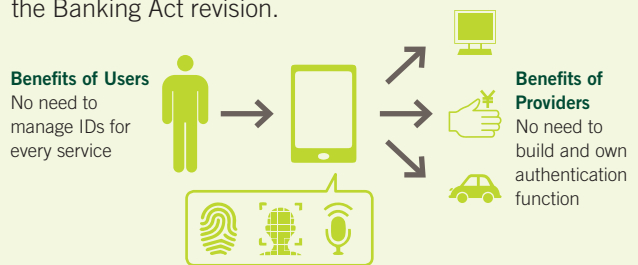 the Banking Act revision.
Benefits of Users
No need to
manage IDs for
every service
¥
Benefits of
Providers
No need to
build and own
authentication
function